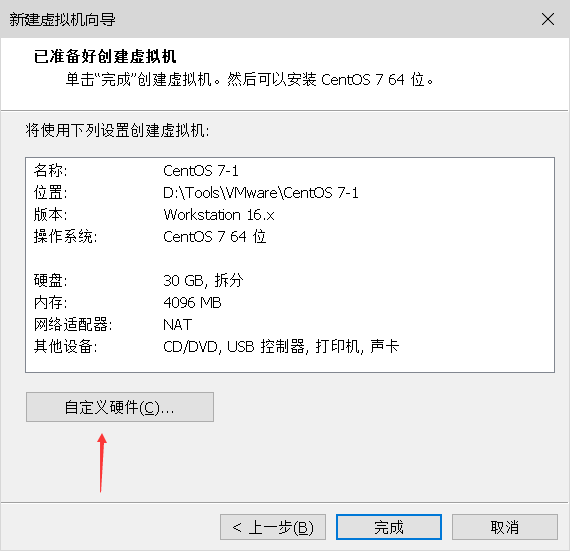 新建虚拟机向导
已准备好创建虚拟机
单击“完成”创建虚拟机。然后可以安装 CentOS 7 64 位。
将使用下列设置创建虚拟机:
名称: CentOS 7-1
位置: D:\Tools\VMware\CentOS 7-1
版本: Workstation 16.x
操作系统: CentOS 7 64 位
硬盘: 30 GB, 拆分
内存: 4096 MB
网络适配器: NAT
其他设备: CD/DVD, USB 控制器, 打印机, 声卡
自定义硬件(C)...
< 上一步(B) 完成 取消